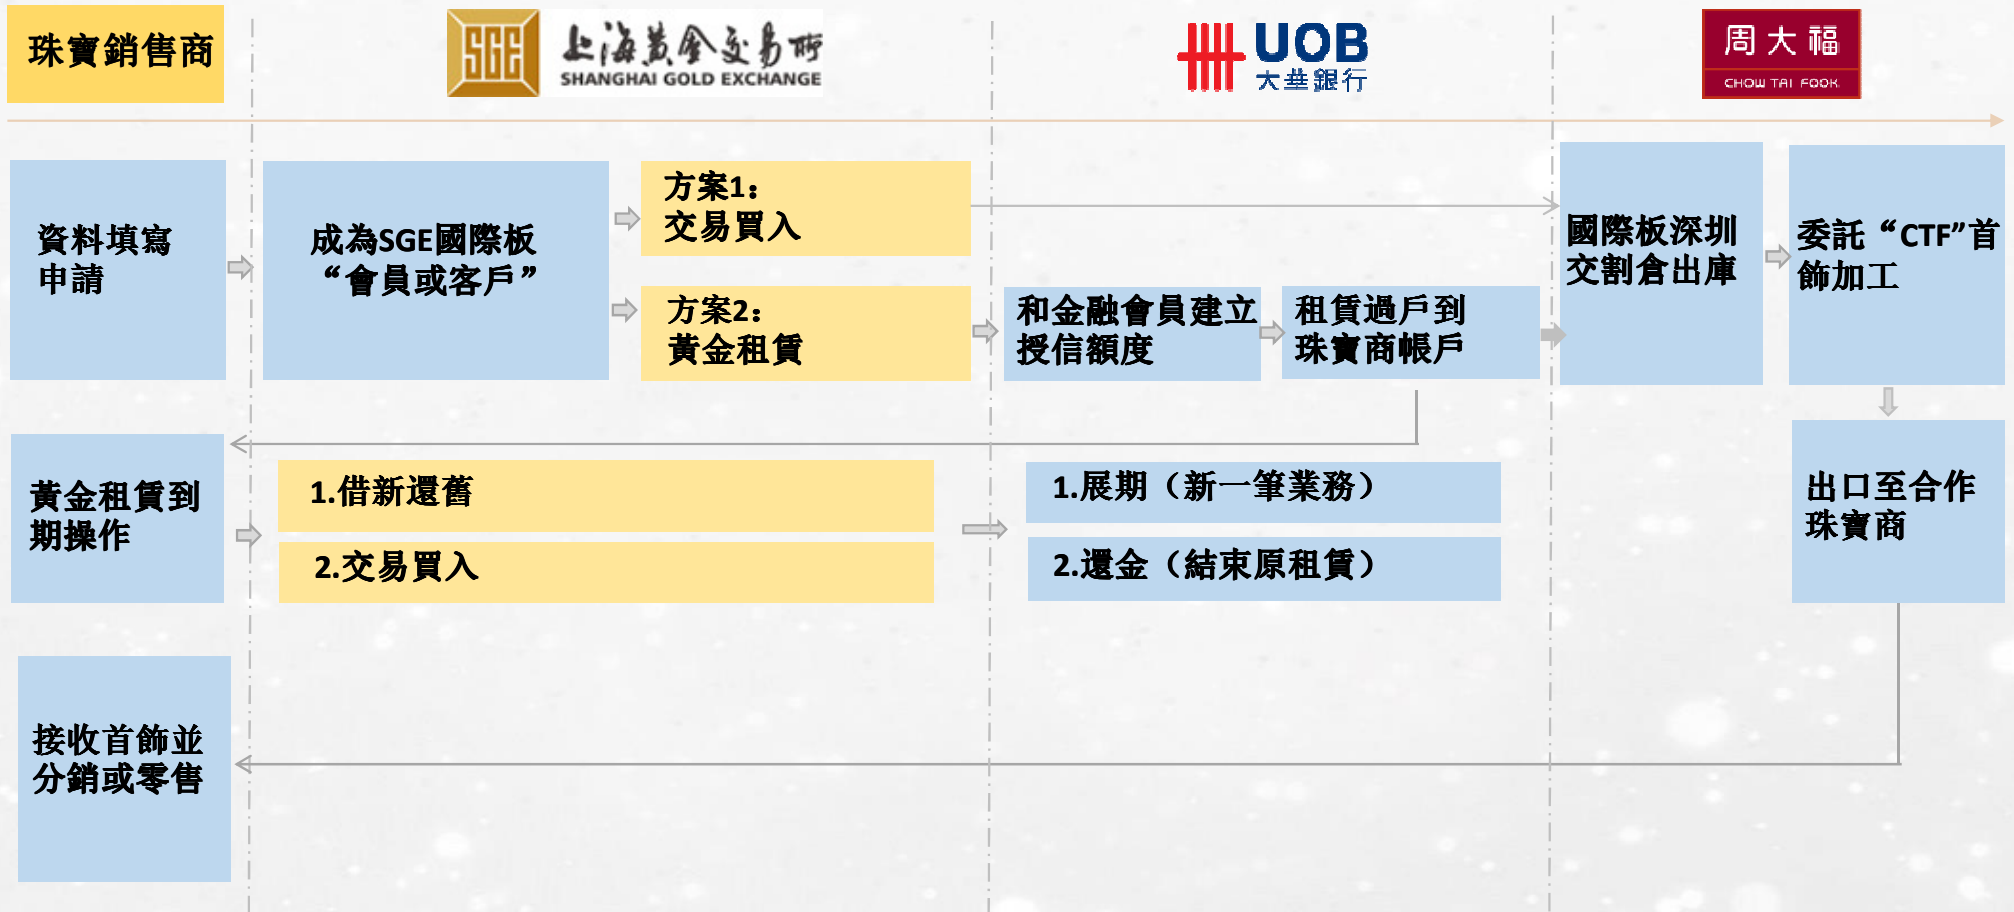 珠寶銷售商
SGE
上海黃金交易所
SHANGHAI GOLD EXCHANGE
UOB
大華銀行
周大福
CHOW TAI FOOK
資料填寫
申請
成為SGE國際板
“會員或客戶”
方案1：
交易買入
方案2：
黃金租賃
和金融會員建立
授信額度
租賃過戶到
珠寶商帳戶
國際板深圳
交割倉出庫
委託“CTF”首
飾加工
黃金租賃到
期操作
1.借新還舊
2.交易買入
1.展期（新一筆業務）
2.還金（結束原租賃）
出口至合作
珠寶商
接收首飾並
分銷或零售